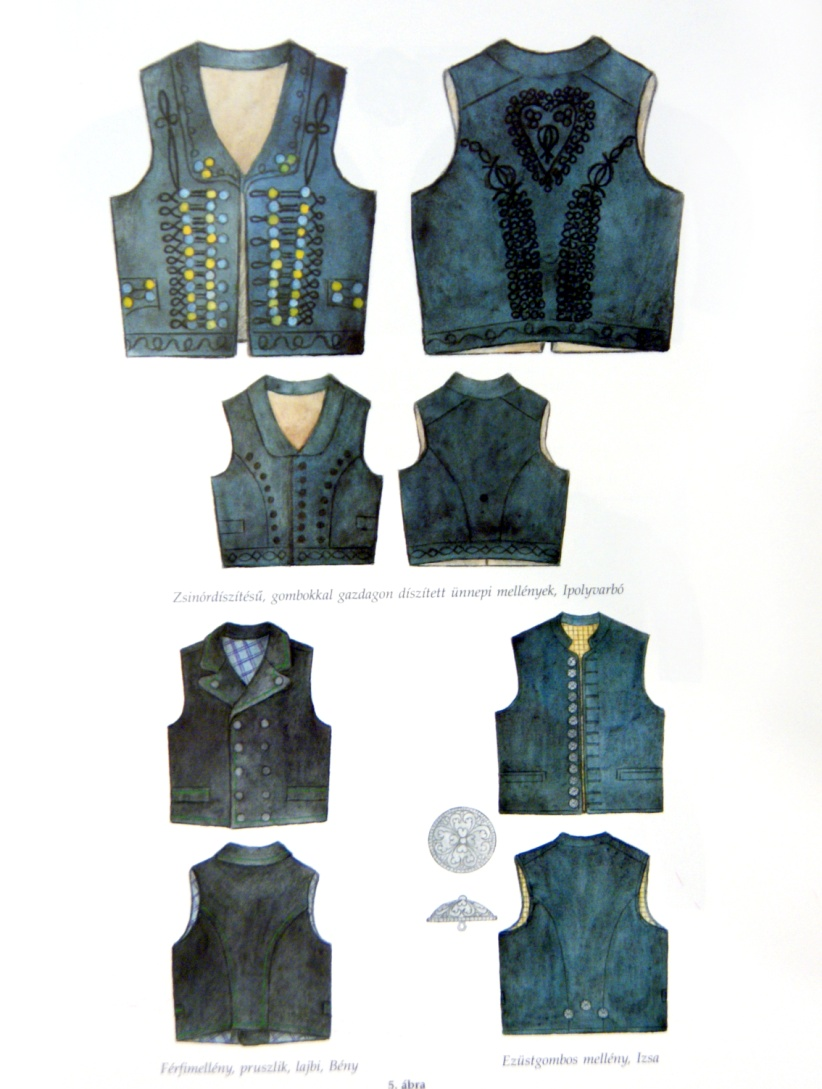 Zsinórdíszítésű, gombokkal gazdagon díszített ünnepi mellények, Ipolyvarbó
Férfimellény, pruszlik, lajbi, Bény
Ezüstgombos mellény, Izsa
5. ábra